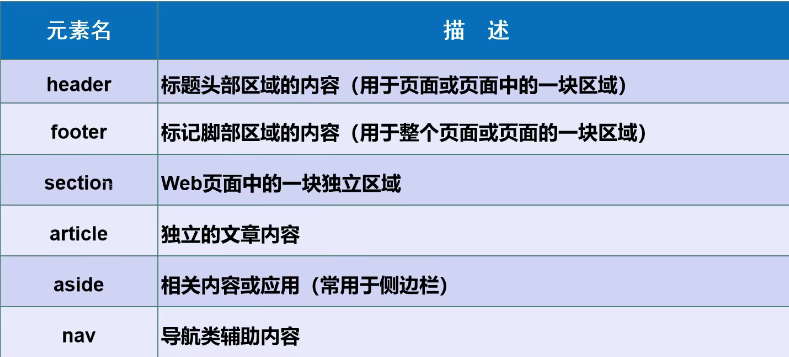 元素名 描 述
header 标题头部区域的内容（用于页面或页面中的一块区域）
footer 标记脚部区域的内容（用于整个页面或页面的一块区域）
section Web页面中的一块独立区域
article 独立的文章内容
aside 相关内容或应用（常用于侧边栏）
nav 导航类辅助内容